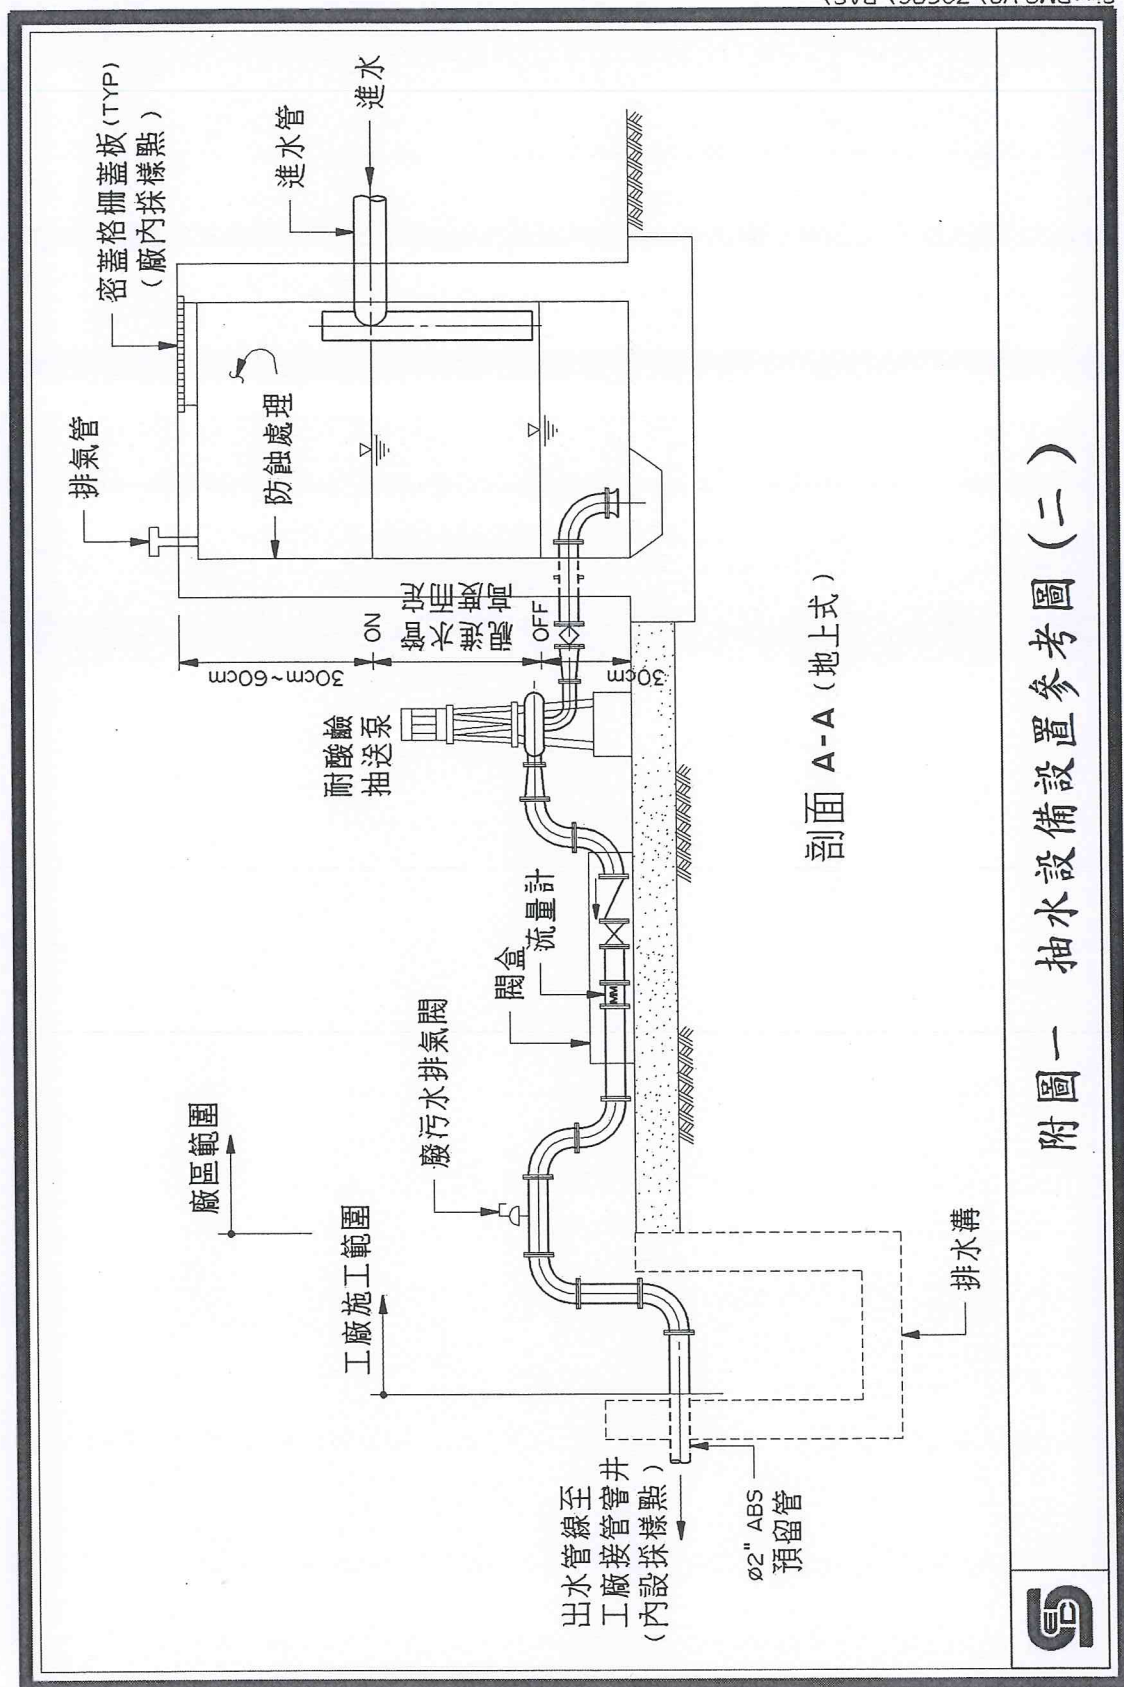 密蓋格柵蓋板(TYP)
(廠內採樣點)
排氣管
進水管
進水
防蝕處理
30cm~60cm
ON
OFF
30cm
耐酸鹼
抽送泵
流量計
閥盒
MM
廢污水排氣閥
廠區範圍
工廠施工範圍
出水管線至
工廠接管窨井
(內設採樣點)
ø2" ABS
預留管
排水溝
剖面 A-A (地上式)
附圖一 抽水設備設置參考圖(二)